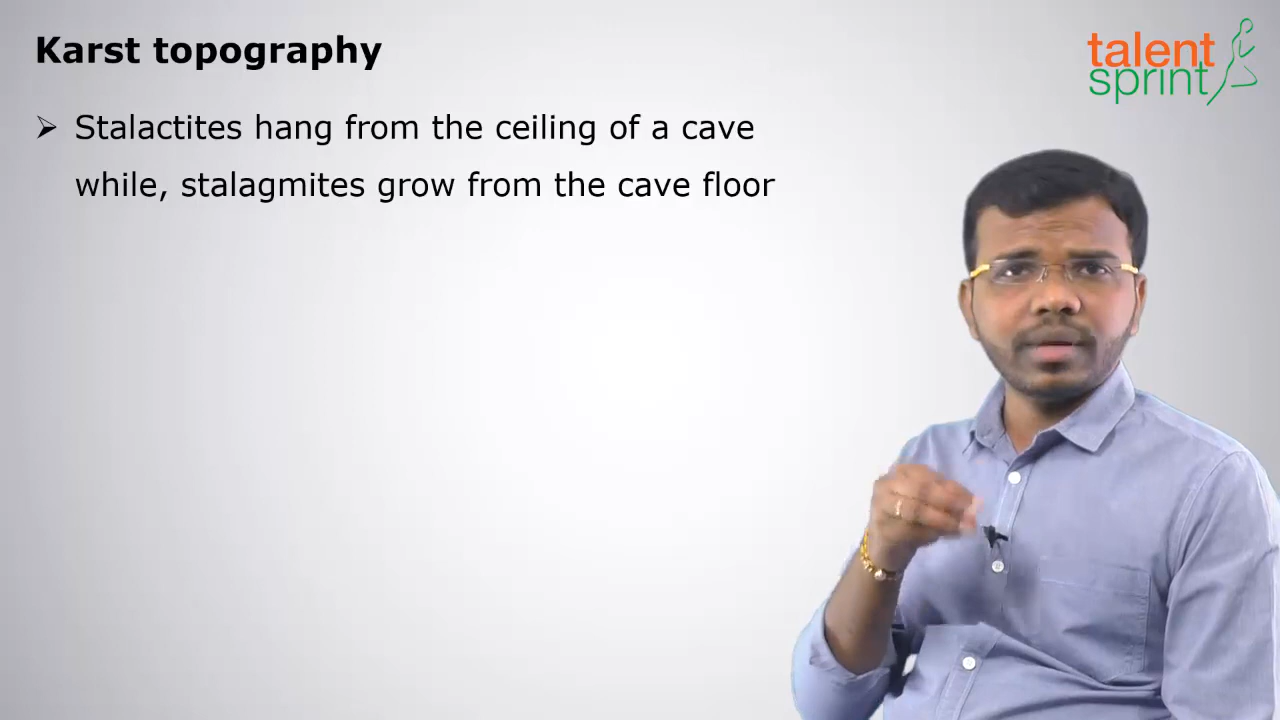 Karst topography
talent
sprint
➢ Stalactites hang from the ceiling of a cave
while, stalagmites grow from the cave floor